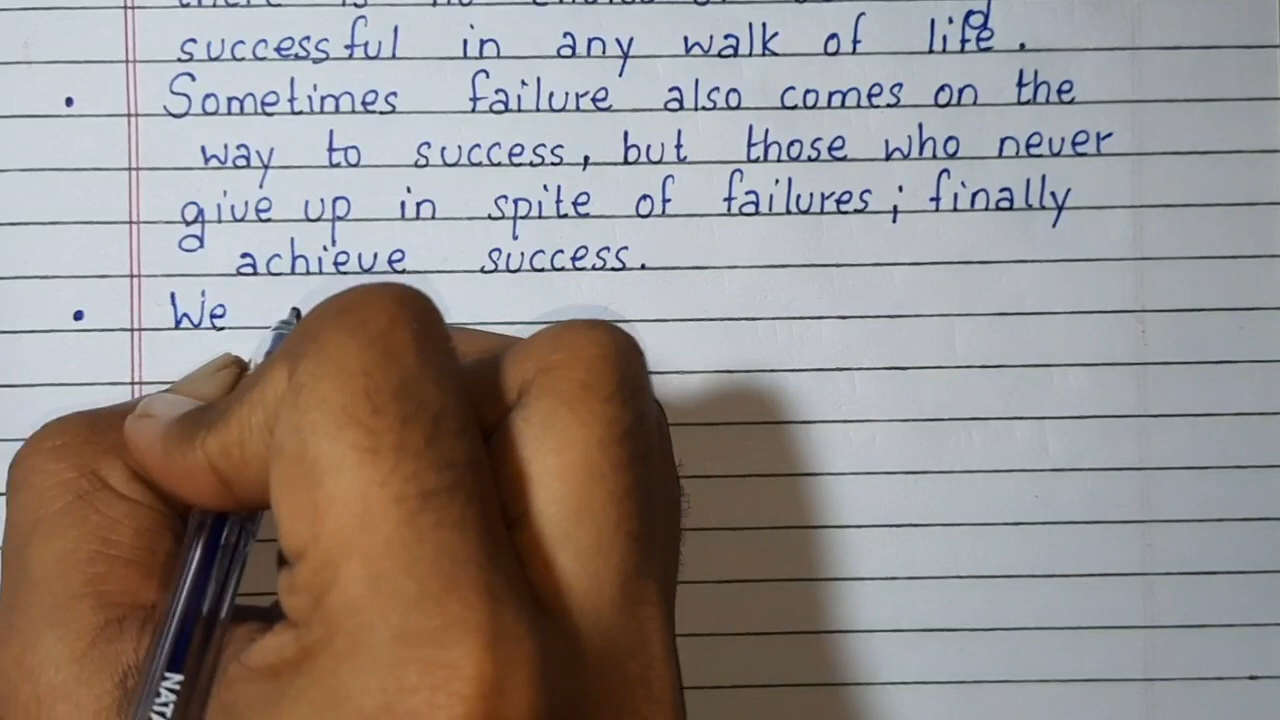 successful in any walk of life.
• Sometimes failure also comes on the
way to success, but those who never
give up in spite of failures; finally
achieve success.
• We
NATA